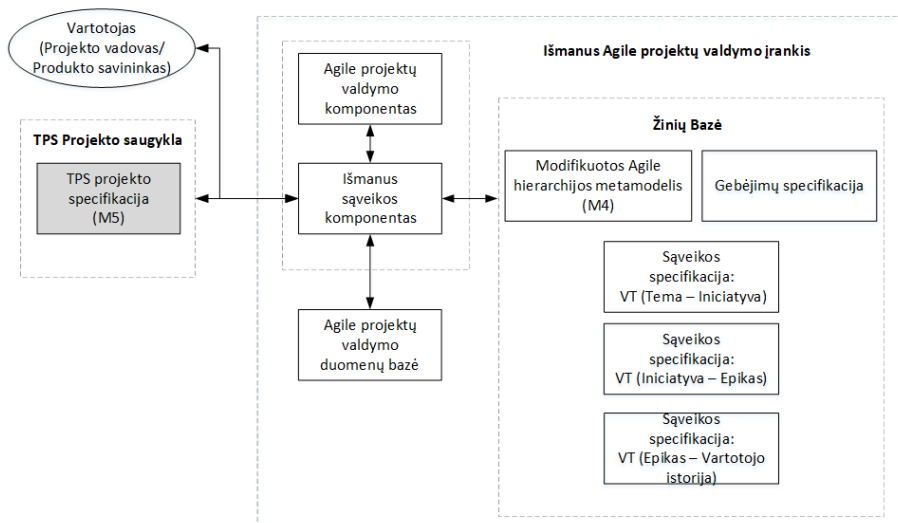 Vartotojas
(Projekto vadovas/
Produkto savininkas)
TPS Projekto saugykla
TPS projekto
specifikacija
(M5)
Išmanus Agile projektų valdymo įrankis
Agile projektų
valdymo
komponentas
Išmanus
sąveikos
komponentas
Agile projektų
valdymo
duomenų bazė
Žinių Bazė
Modifikuotos Agile
hierarchijos metamodelis
(M4)
Gebėjimų specifikacija
Sąveikos
specifikacija:
VT (Tema – Iniciatyva)
Sąveikos
specifikacija:
VT (Iniciatyva – Epikas)
Sąveikos
specifikacija:
VT (Epikas – Vartotojo
istorija)